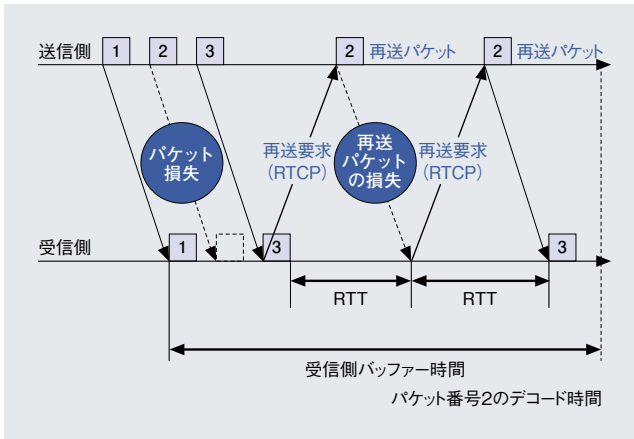 送信側 1 2 3 2 再送パケット 2 再送パケット
パケット
損失
再送要求
(RTCP)
再送
パケット
の損失
再送要求
(RTCP)
受信側 1 3 3
RTT RTT
受信側バッファー時間
パケット番号2のデコード時間